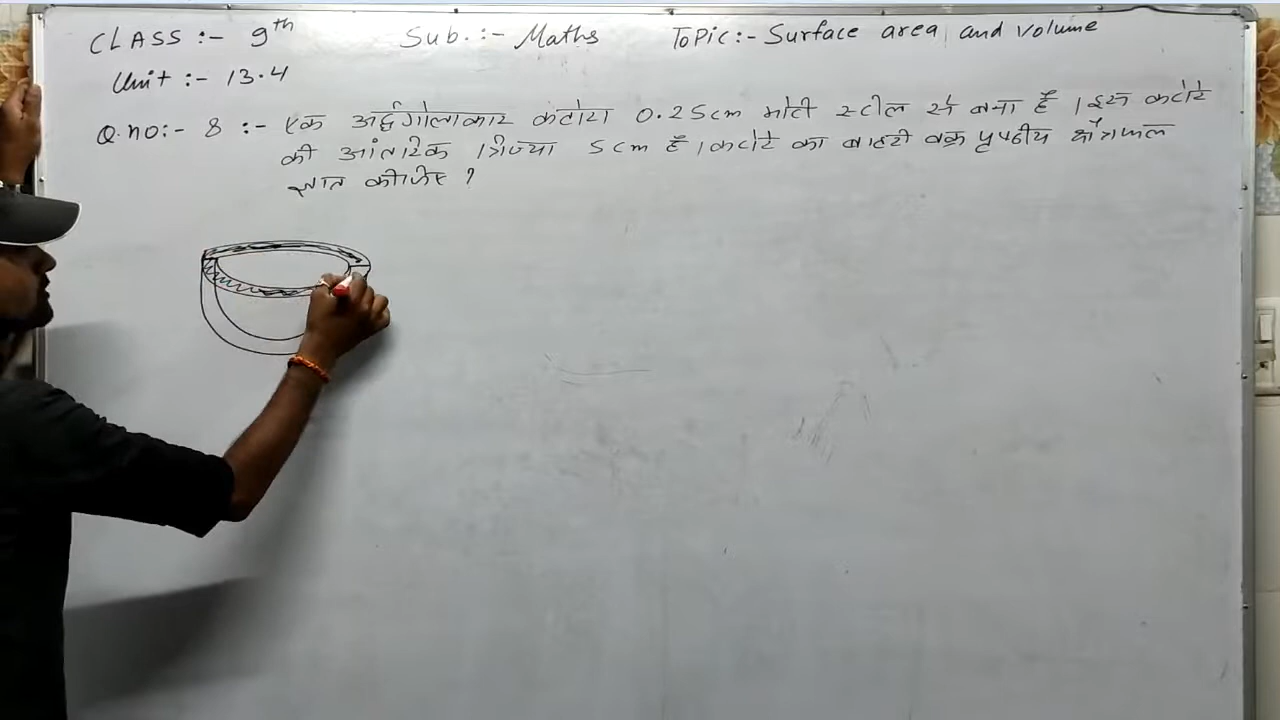 CLASS :- 9th Sub. :- Maths Topic:- Surface area and volume
Unit :- 13.4
Q.no:- 8 :- एक अर्द्धगोलाकार कटोरा 0.25cm मोटी स्टील से बना है । इस कटोरे
की आंतरिक त्रिज्या 5cm है । कटोरे का बाहरी वक्र पृष्ठीय क्षेत्रफल
ज्ञात कीजिए ?